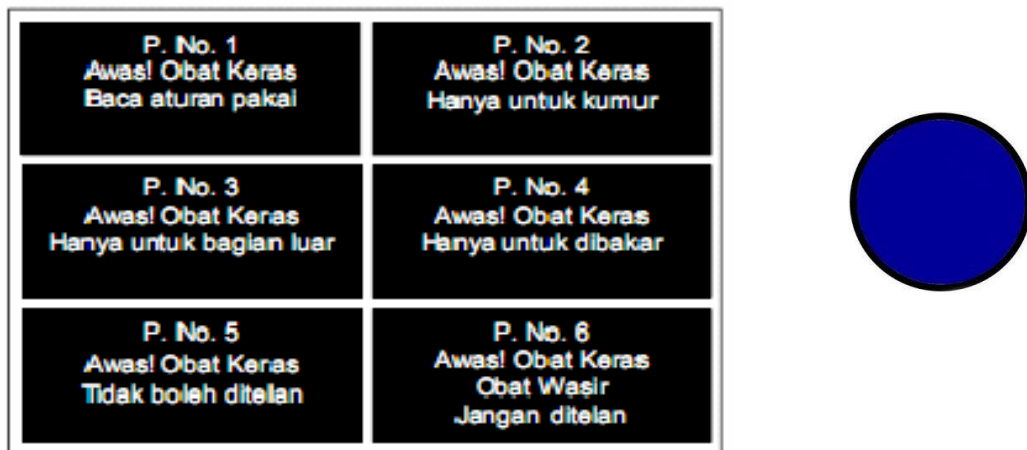 P. No. 1
Awas! Obat Keras
Baca aturan pakai
P. No. 2
Awas! Obat Keras
Hanya untuk kumur
P. No. 3
Awas! Obat Keras
Hanya untuk bagian luar
P. No. 4
Awas! Obat Keras
Hanya untuk dibakar
P. No. 5
Awas! Obat Keras
Tidak boleh ditelan
P. No. 6
Awas! Obat Keras
Obat Wasir
Jangan ditelan